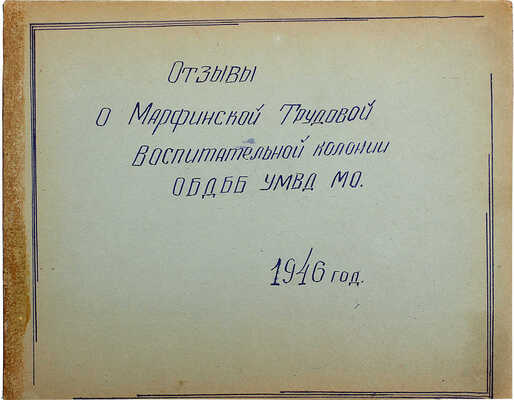 Отзывы
о Марфинской Трудовой
Воспитательной колонии
ОБДББ УМВД МО.
1946 год.